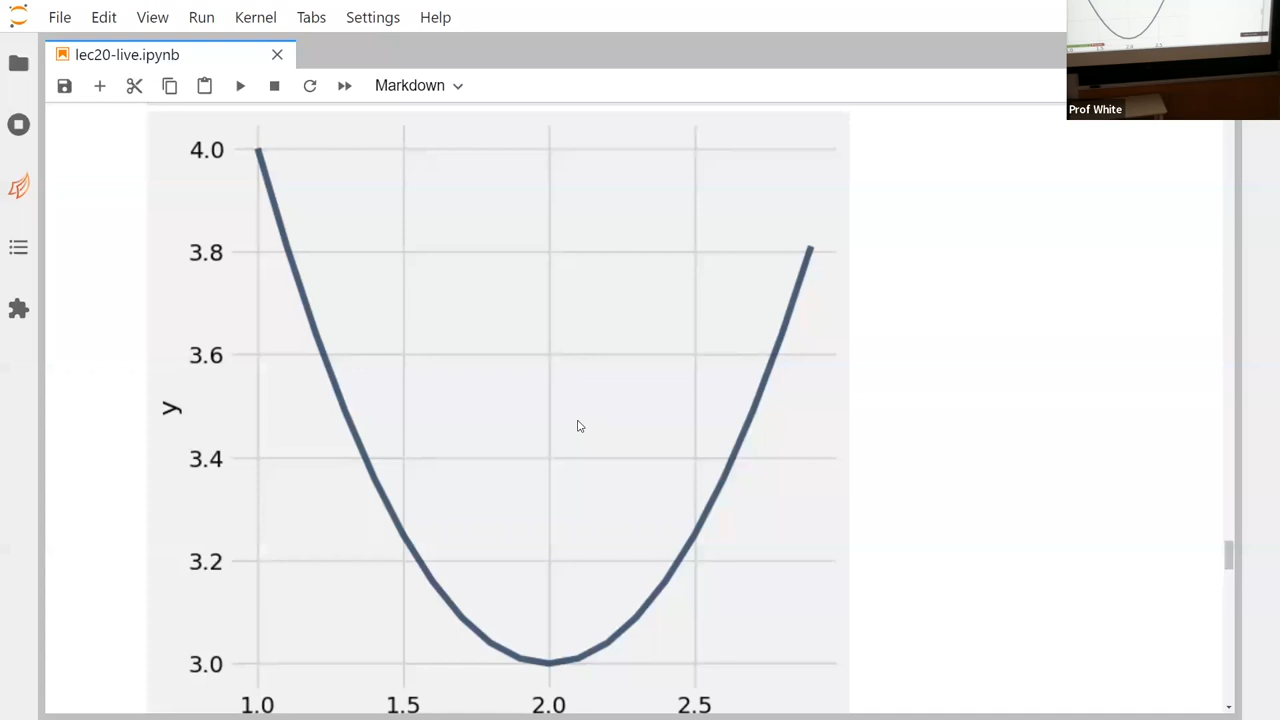 File Edit View Run Kernel Tabs Settings Help
lec20-live.ipynb
Markdown
Prof White
4.0
3.8
3.6
y
3.4
3.2
3.0
1.0 1.5 2.0 2.5